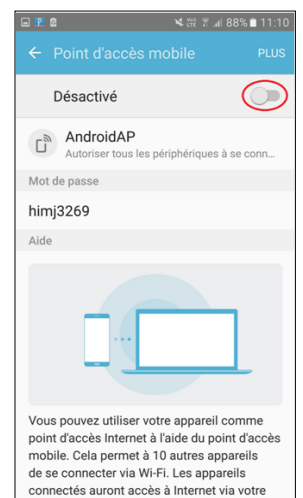 88% 11:10
Point d'accès mobile PLUS
Désactivé
AndroidAP
Autoriser tous les périphériques à se conn...
Mot de passe
himj3269
Aide
Vous pouvez utiliser votre appareil comme
point d'accès Internet à l'aide du point d'accès
mobile. Cela permet à 10 autres appareils
de se connecter via Wi-Fi. Les appareils
connectés auront accès à Internet via votre